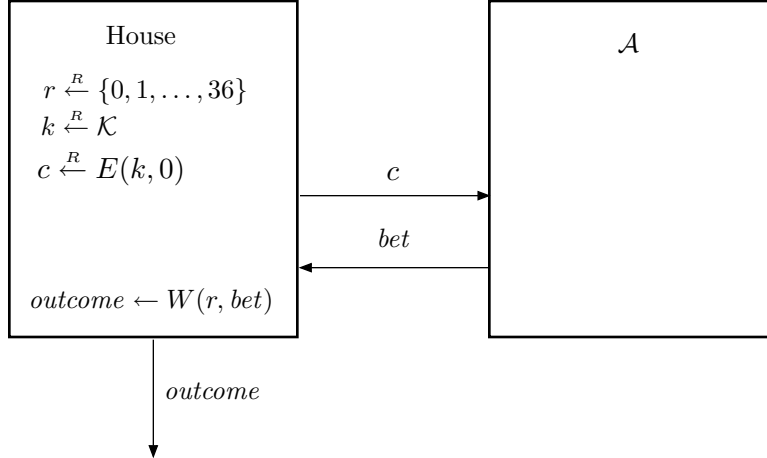 House
𝒜
r ←ᴿ {0, 1, . . . , 36}
k ←ᴿ 𝒦
c ←ᴿ E(k, 0)
c
bet
outcome ← W(r, bet)
outcome